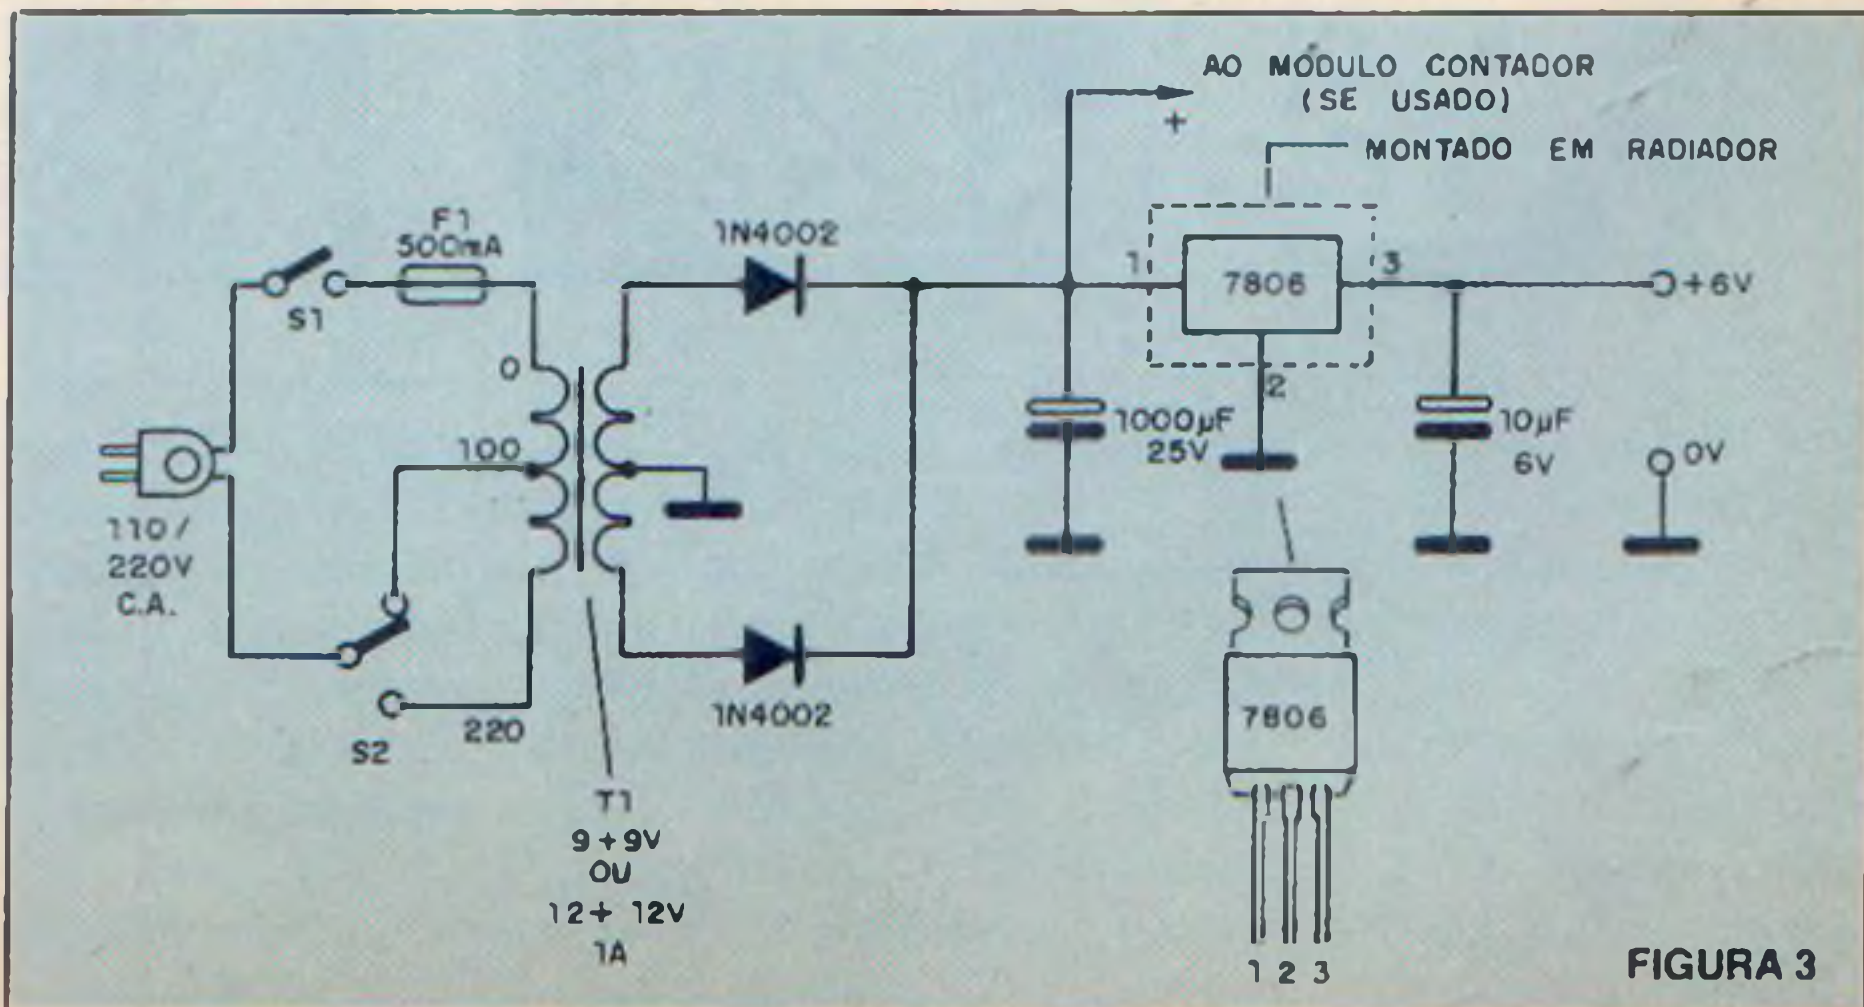 AO MÓDULO CONTADOR
(SE USADO)
+
MONTADO EM RADIADOR
F1
500mA
S1
1N4002
1
7806
3
+6V
2
0
100
110/
220V
C.A.
1000µF
25V
10µF
6V
0V
S2
220
1N4002
7806
T1
9+9V
OU
12+ 12V
1A
1 2 3
FIGURA 3